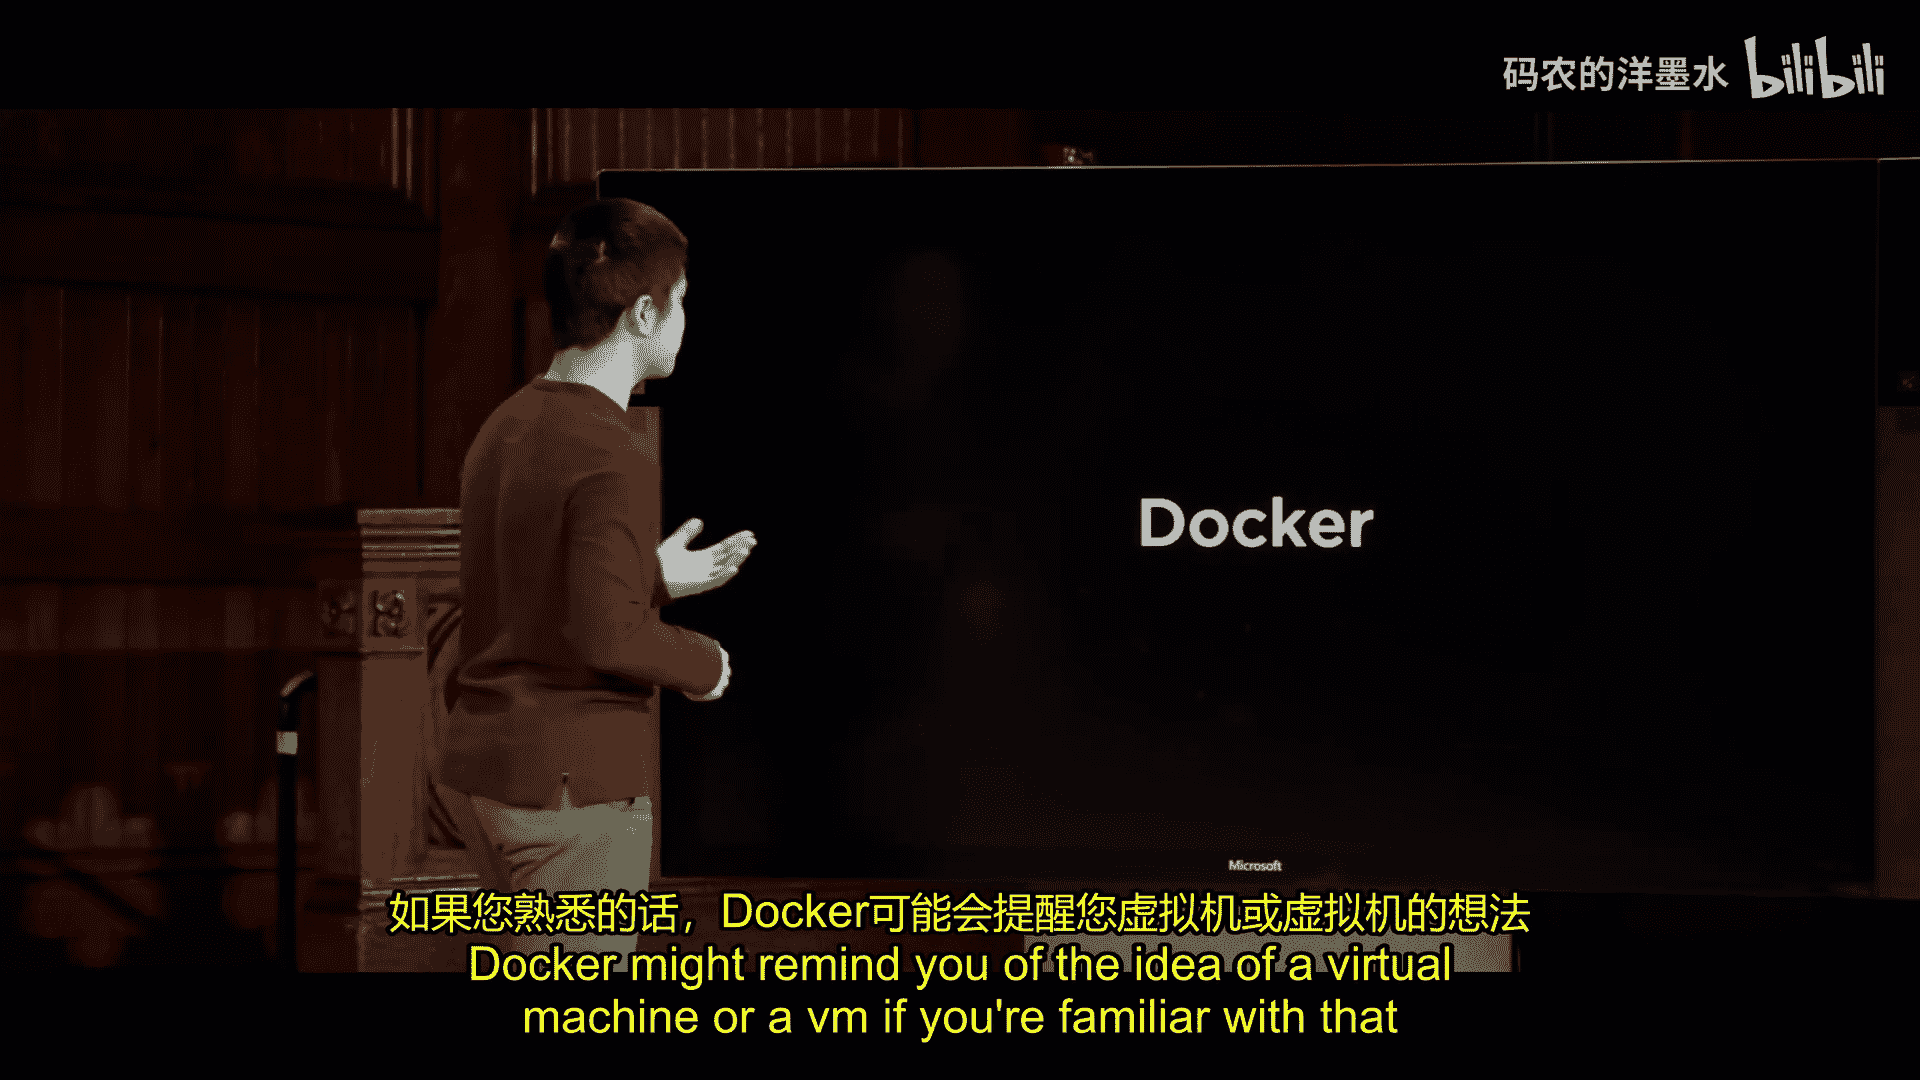 码农的洋墨水 bilibili
Docker
Microsoft
如果您熟悉的话，Docker可能会提醒您虚拟机或虚拟机的想法
Docker might remind you of the idea of a virtual
machine or a vm if you're familiar with that